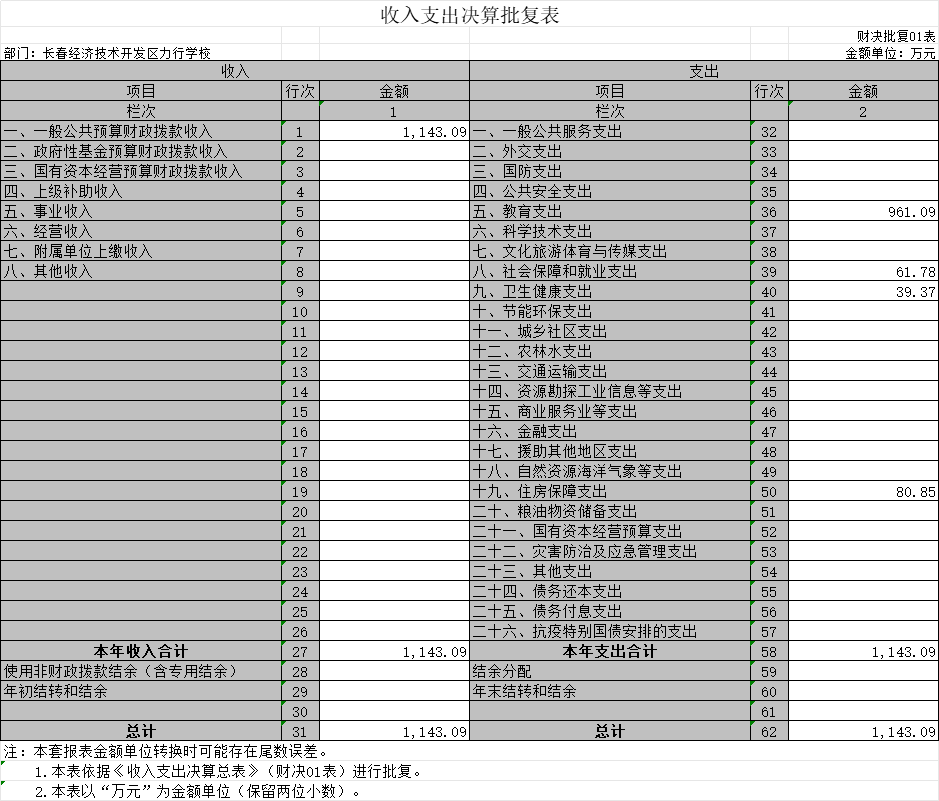 收入支出决算批复表
财决批复01表
部门：长春经济技术开发区力行学校 金额单位：万元
收入 支出
项目 行次 金额 项目 行次 金额
栏次 1 栏次 2
一、一般公共预算财政拨款收入 1 1,143.09 一、一般公共服务支出 32
二、政府性基金预算财政拨款收入 2 二、外交支出 33
三、国有资本经营预算财政拨款收入 3 三、国防支出 34
四、上级补助收入 4 四、公共安全支出 35
五、事业收入 5 五、教育支出 36 961.09
六、经营收入 6 六、科学技术支出 37
七、附属单位上缴收入 7 七、文化旅游体育与传媒支出 38
八、其他收入 8 八、社会保障和就业支出 39 61.78
9 九、卫生健康支出 40 39.37
10 十、节能环保支出 41
11 十一、城乡社区支出 42
12 十二、农林水支出 43
13 十三、交通运输支出 44
14 十四、资源勘探工业信息等支出 45
15 十五、商业服务业等支出 46
16 十六、金融支出 47
17 十七、援助其他地区支出 48
18 十八、自然资源海洋气象等支出 49
19 十九、住房保障支出 50 80.85
20 二十、粮油物资储备支出 51
21 二十一、国有资本经营预算支出 52
22 二十二、灾害防治及应急管理支出 53
23 二十三、其他支出 54
24 二十四、债务还本支出 55
25 二十五、债务付息支出 56
26 二十六、抗疫特别国债安排的支出 57
本年收入合计 27 1,143.09 本年支出合计 58 1,143.09
使用非财政拨款结余（含专用结余） 28 结余分配 59
年初结转和结余 29 年末结转和结余 60
30 61
总计 31 1,143.09 总计 62 1,143.09
注：本套报表金额单位转换时可能存在尾数误差。
1.本表依据《收入支出决算总表》（财决01表）进行批复。
2.本表以“万元”为金额单位（保留两位小数）。